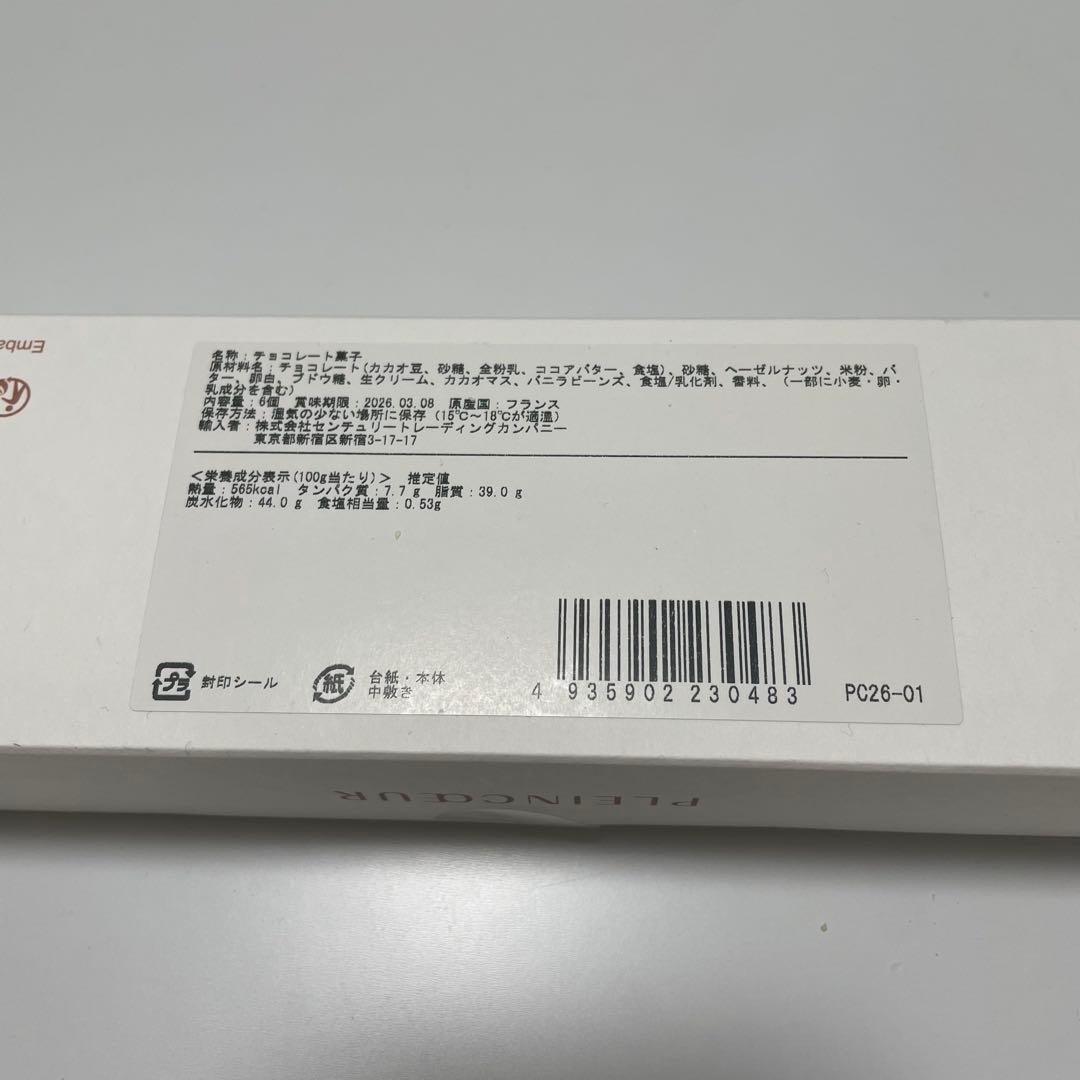 Emba
名称：チョコレート菓子
原材料名：チョコレート(カカオ豆、砂糖、全粉乳、ココアバター、食塩)、砂糖、ヘーゼルナッツ、米粉、バ
ター、卵白、ブドウ糖、生クリーム、カカオマス、バニラビーンズ、食塩/乳化剤、香料、（一部に小麦・卵・
乳成分を含む）
内容量：6個　賞味期限：2026.03.08　原産国：フランス
保存方法：湿気の少ない場所に保存（15℃～18℃が適温）
輸入者：株式会社センチュリートレーディングカンパニー
東京都新宿区新宿3-17-17
＜栄養成分表示(100g当たり)＞　推定値
熱量：565kcal　タンパク質：7.7 g　脂質：39.0 g
炭水化物：44.0 g　食塩相当量：0.53g
プラ 封印シール
紙 台紙・本体
中敷き
4 935902 230483
PC26-01
PLEINCŒUR